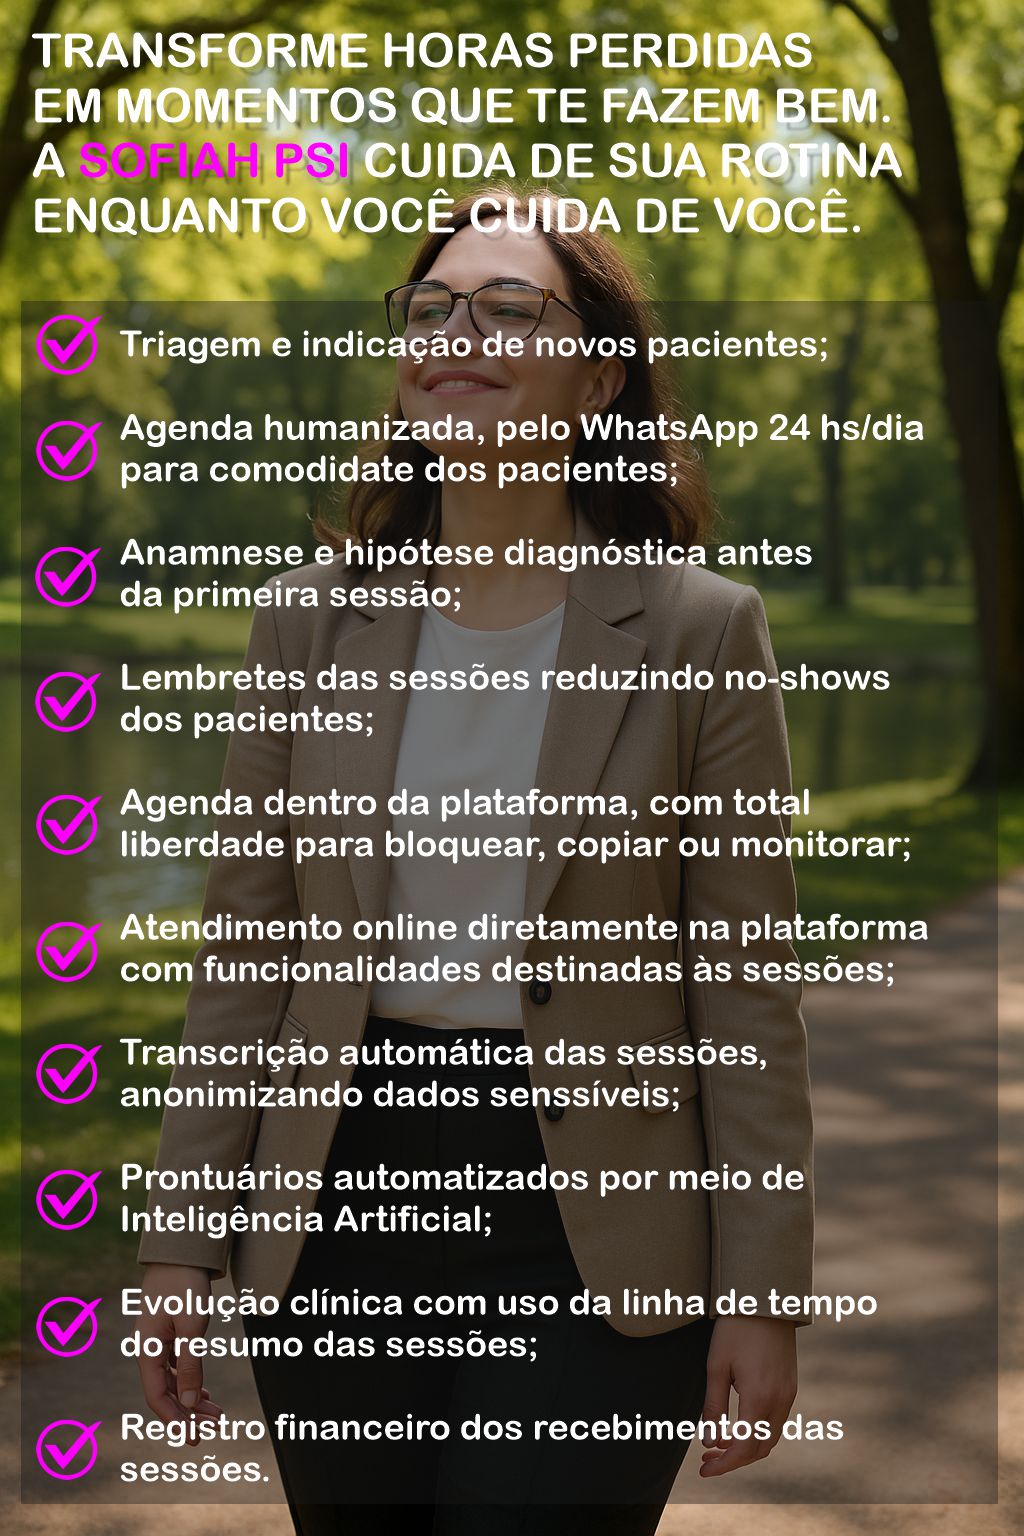 TRANSFORME HORAS PERDIDAS
EM MOMENTOS QUE TE FAZEM BEM.
A SOFIAH PSI CUIDA DE SUA ROTINA
ENQUANTO VOCÊ CUIDA DE VOCÊ.
Triagem e indicação de novos pacientes;
Agenda humanizada, pelo WhatsApp 24 hs/dia
para comodidate dos pacientes;
Anamnese e hipótese diagnóstica antes
da primeira sessão;
Lembretes das sessões reduzindo no-shows
dos pacientes;
Agenda dentro da plataforma, com total
liberdade para bloquear, copiar ou monitorar;
Atendimento online diretamente na plataforma
com funcionalidades destinadas às sessões;
Transcrição automática das sessões,
anonimizando dados senssíveis;
Prontuários automatizados por meio de
Inteligência Artificial;
Evolução clínica com uso da linha de tempo
do resumo das sessões;
Registro financeiro dos recebimentos das
sessões.